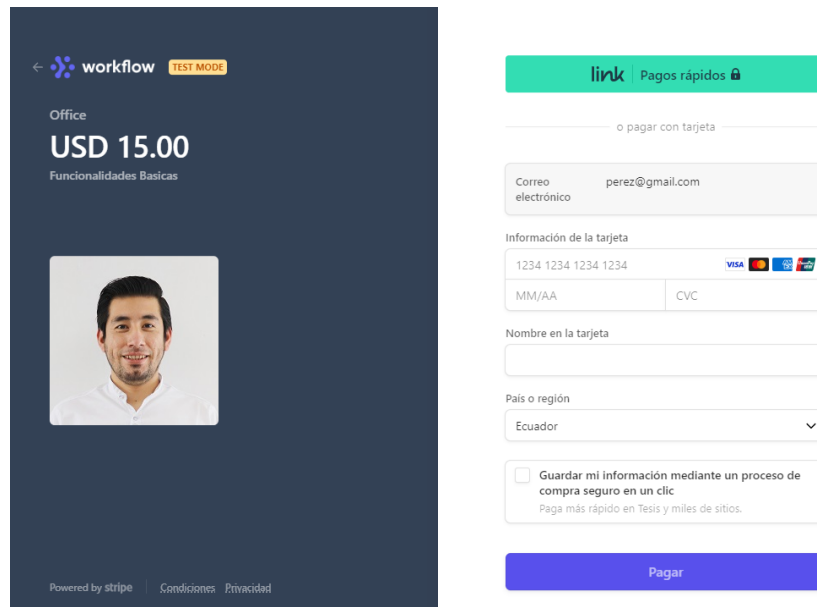 workflow TEST MODE
Office
USD 15.00
Funcionalidades Basicas
Powered by stripe Condiciones Privacidad
link Pagos rápidos
o pagar con tarjeta
Correo electrónico perez@gmail.com
Información de la tarjeta
1234 1234 1234 1234 VISA
MM/AA CVC
Nombre en la tarjeta
País o región
Ecuador
Guardar mi información mediante un proceso de
compra seguro en un clic
Paga más rápido en Tesis y miles de sitios.
Pagar